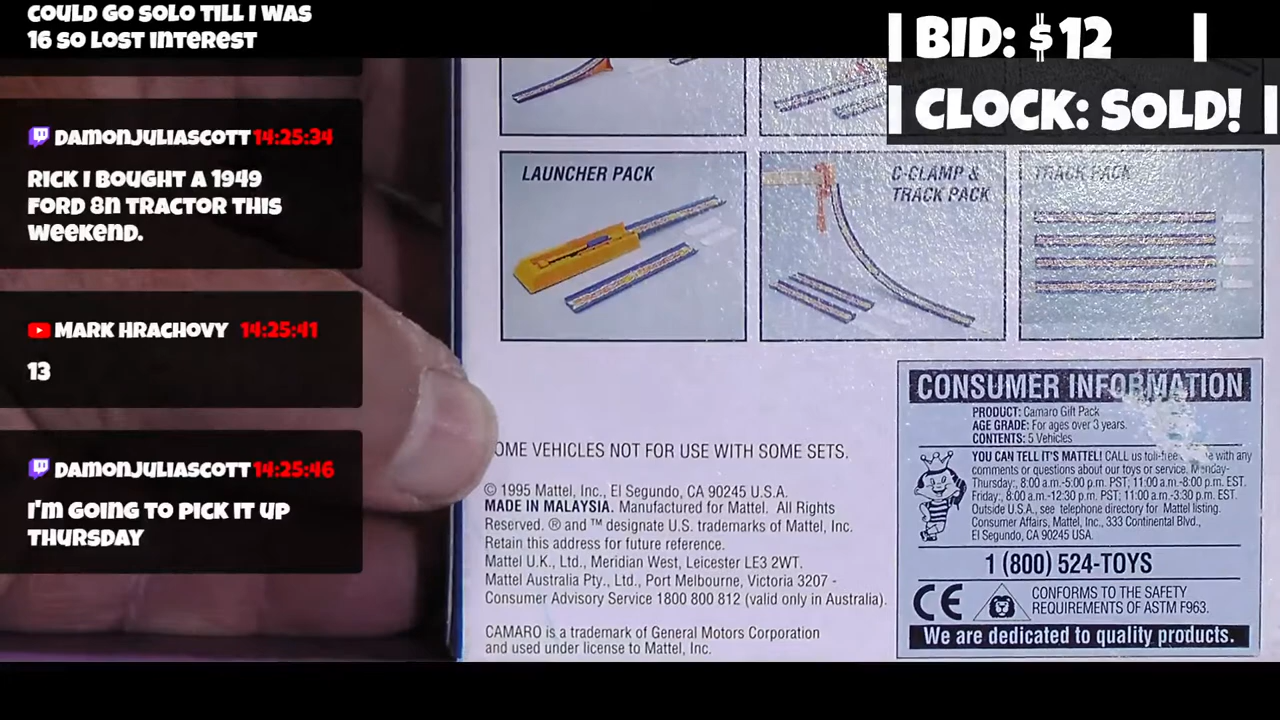 COULD GO SOLO TILL I WAS
16 SO LOST INTEREST
DAMONJULIASCOTT 14:25:34
RICK I BOUGHT A 1949
FORD 8N TRACTOR THIS
WEEKEND.
MARK HRACHOVY 14:25:41
13
DAMONJULIASCOTT 14:25:46
I'M GOING TO PICK IT UP
THURSDAY
| BID: $12 |
| CLOCK: SOLD! |
LAUNCHER PACK
C-CLAMP &
TRACK PACK
TRACK PACK
OME VEHICLES NOT FOR USE WITH SOME SETS.
© 1995 Mattel, Inc., El Segundo, CA 90245 U.S.A.
MADE IN MALAYSIA. Manufactured for Mattel. All Rights
Reserved. ® and ™ designate U.S. trademarks of Mattel, Inc.
Retain this address for future reference.
Mattel U.K., Ltd., Meridian West, Leicester LE3 2WT.
Mattel Australia Pty., Ltd., Port Melbourne, Victoria 3207 -
Consumer Advisory Service 1800 800 812 (valid only in Australia).
CAMARO is a trademark of General Motors Corporation
and used under license to Mattel, Inc.
CONSUMER INFORMATION
PRODUCT: Camaro Gift Pack
AGE GRADE: For ages over 3 years.
CONTENTS: 5 Vehicles
YOU CAN TELL IT'S MATTEL! CALL us toll-free with any
comments or questions about our toys or service. Monday-
Thursday:, 8:00 a.m.-5:00 p.m. PST; 11:00 a.m.-8:00 p.m. EST.
Friday:, 8:00 a.m.-12:30 p.m. PST; 11:00 a.m.-3:30 p.m. EST.
Outside U.S.A., see telephone directory for Mattel listing.
Consumer Affairs, Mattel, Inc., 333 Continental Blvd.,
El Segundo, CA 90245 USA.
1 (800) 524-TOYS
CE
CONFORMS TO THE SAFETY
REQUIREMENTS OF ASTM F963.
We are dedicated to quality products.